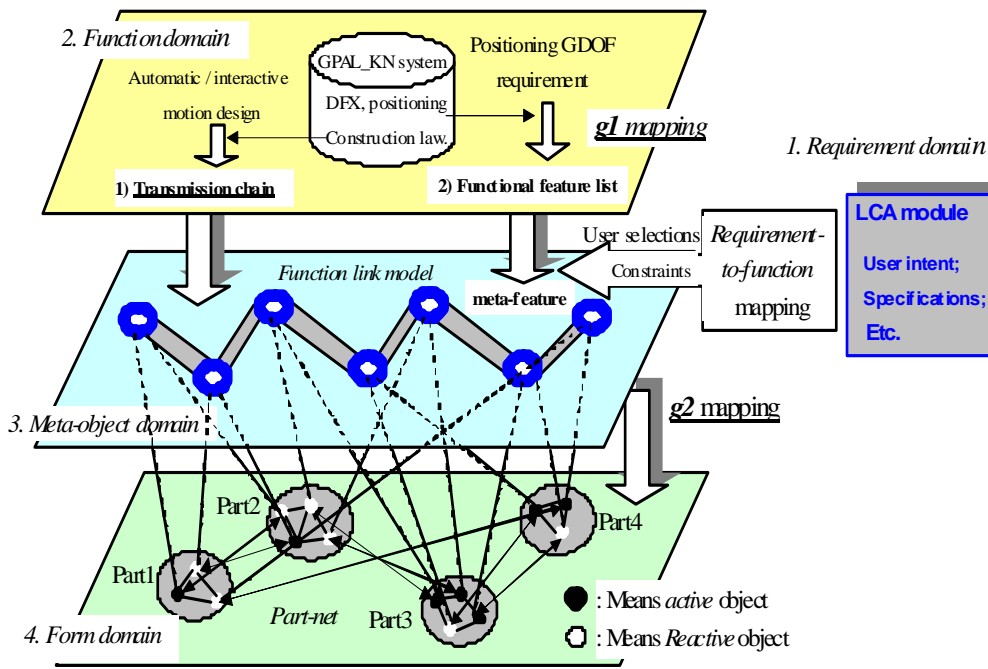 2. Function domain
Automatic / interactive
motion design
GPAL_KN system
DFX, positioning
Construction law.
Positioning GDOF
requirement
g1 mapping
1) Transmission chain
2) Functional feature list
1. Requirement domain
LCA module
User intent;
Specifications;
Etc.
Requirement-
to-function
mapping
User selections
Constraints
Function link model
meta-feature
3. Meta-object domain
g2 mapping
Part2
Part4
Part1
Part-net
Part3
4. Form domain
: Means active object
: Means Reactive object